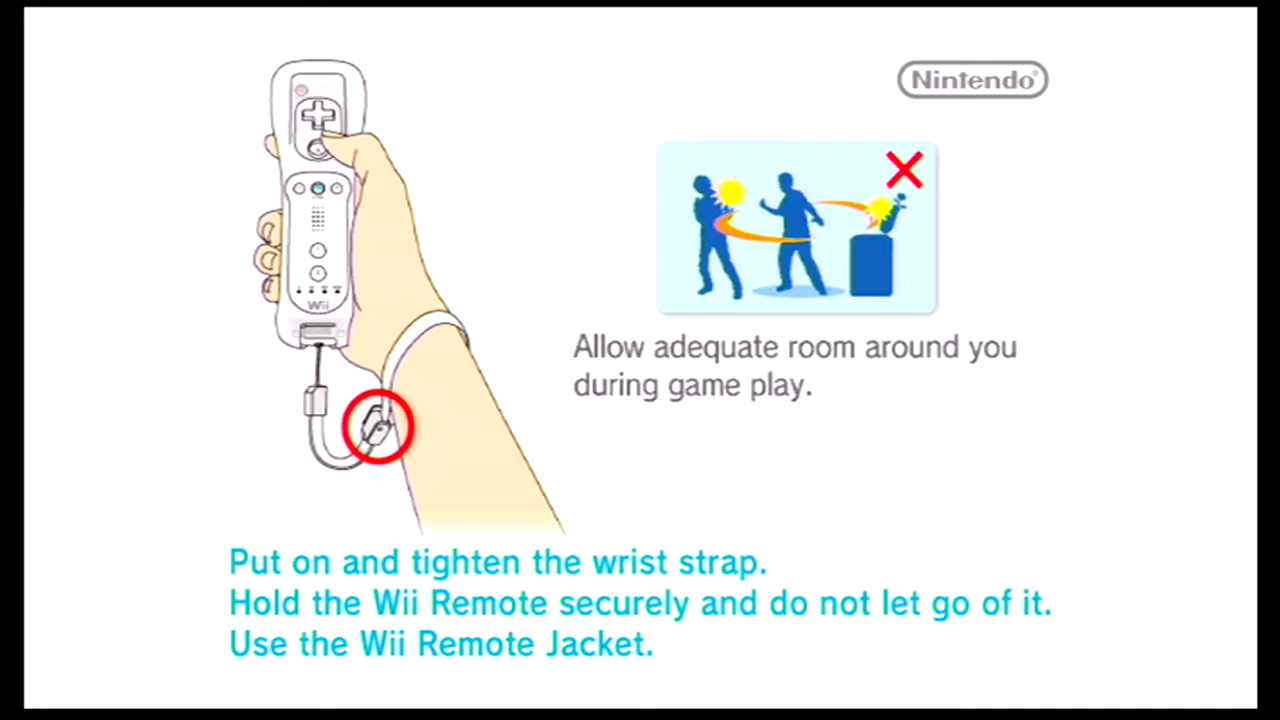 Nintendo®
Allow adequate room around you
during game play.
Wii
Put on and tighten the wrist strap.
Hold the Wii Remote securely and do not let go of it.
Use the Wii Remote Jacket.